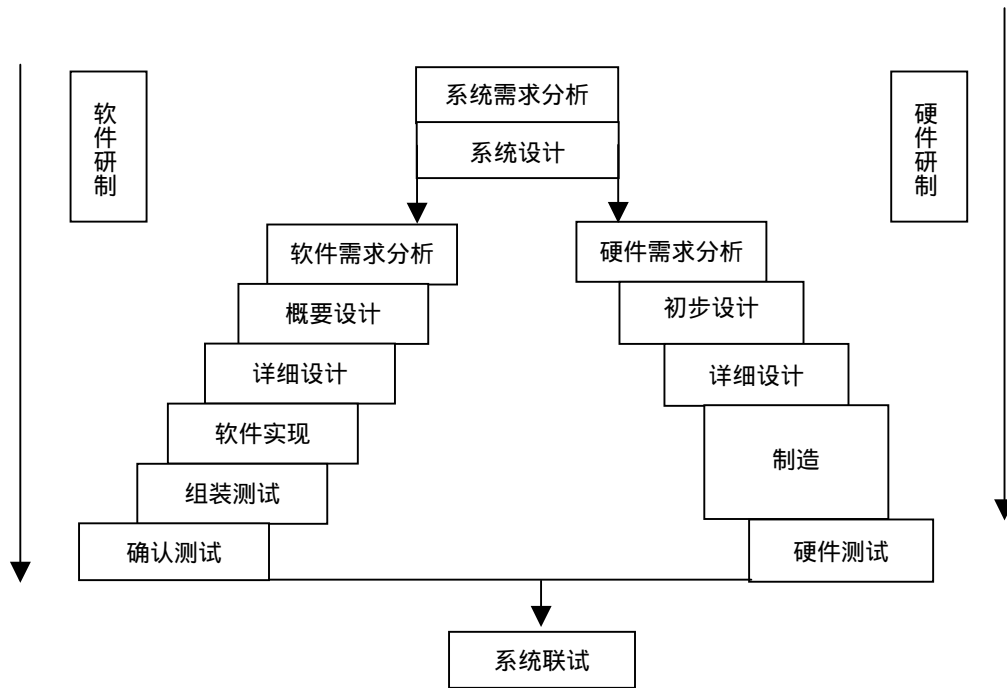 软件研制
硬件研制
系统需求分析
系统设计
软件需求分析
硬件需求分析
概要设计
初步设计
详细设计
详细设计
软件实现
制造
组装测试
确认测试
硬件测试
系统联试